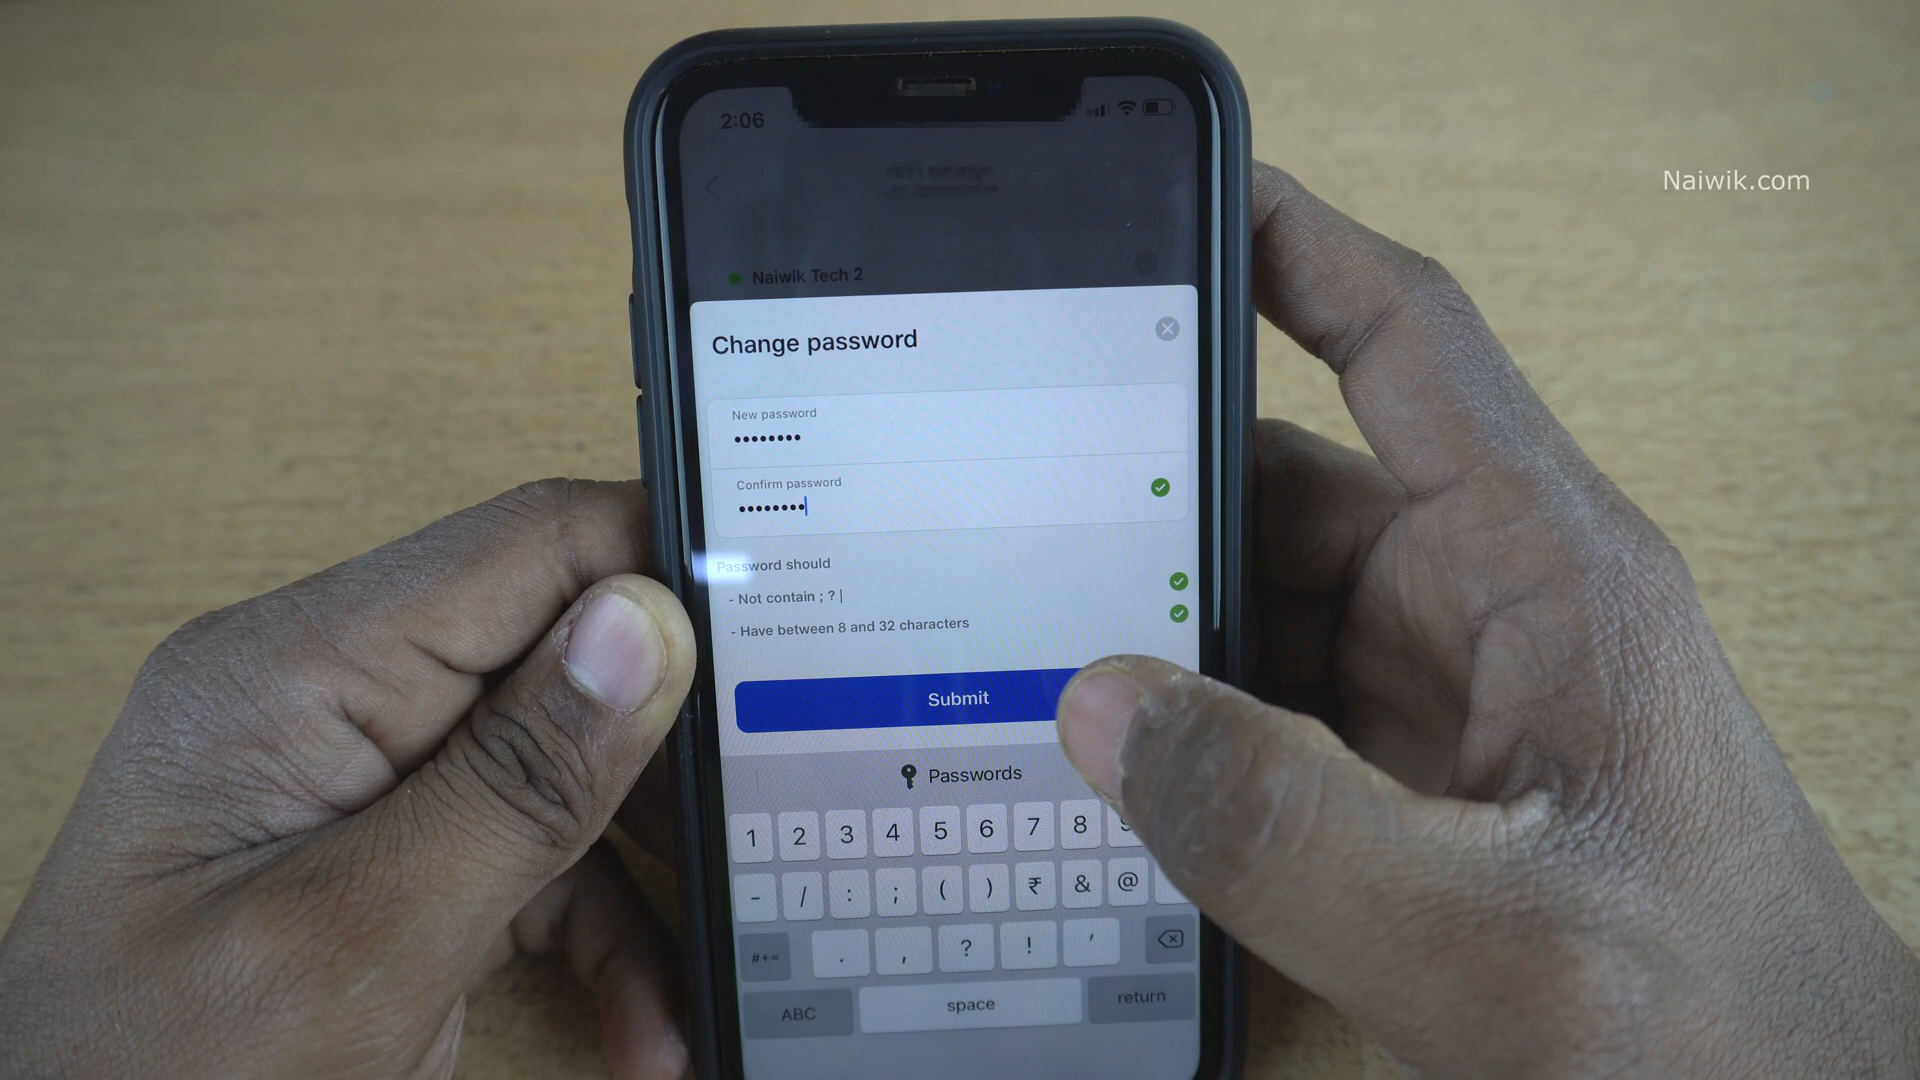 2:06
Naiwik.com
Naiwik Tech 2
Change password
New password
••••••••
Confirm password
••••••••
Password should
- Not contain ; ? |
- Have between 8 and 32 characters
Submit
Passwords
1 2 3 4 5 6 7 8 9
- / : ; ( ) ₹ & @
#+= . , ? ! '
ABC space return